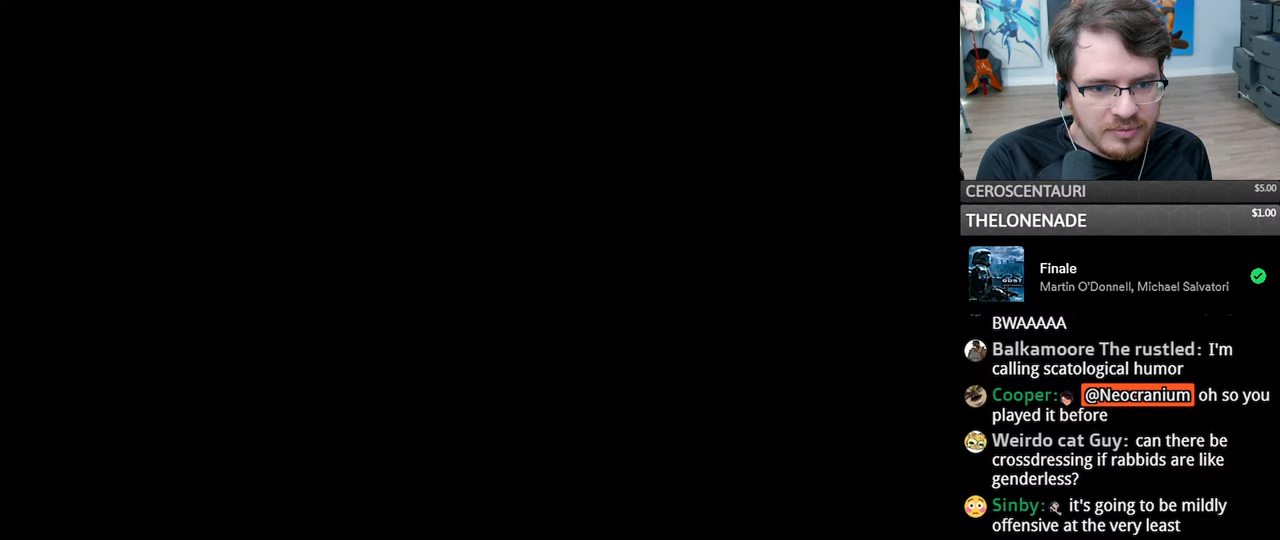 CEROSCENTAURI $5.00
THELONENADE $1.00
Finale
Martin O'Donnell, Michael Salvatori
BWAAAAA
Balkamoore The rustled: I'm
calling scatological humor
Cooper: @Neocranium oh so you
played it before
Weirdo cat Guy: can there be
crossdressing if rabbids are like
genderless?
Sinby: it's going to be mildly
offensive at the very least